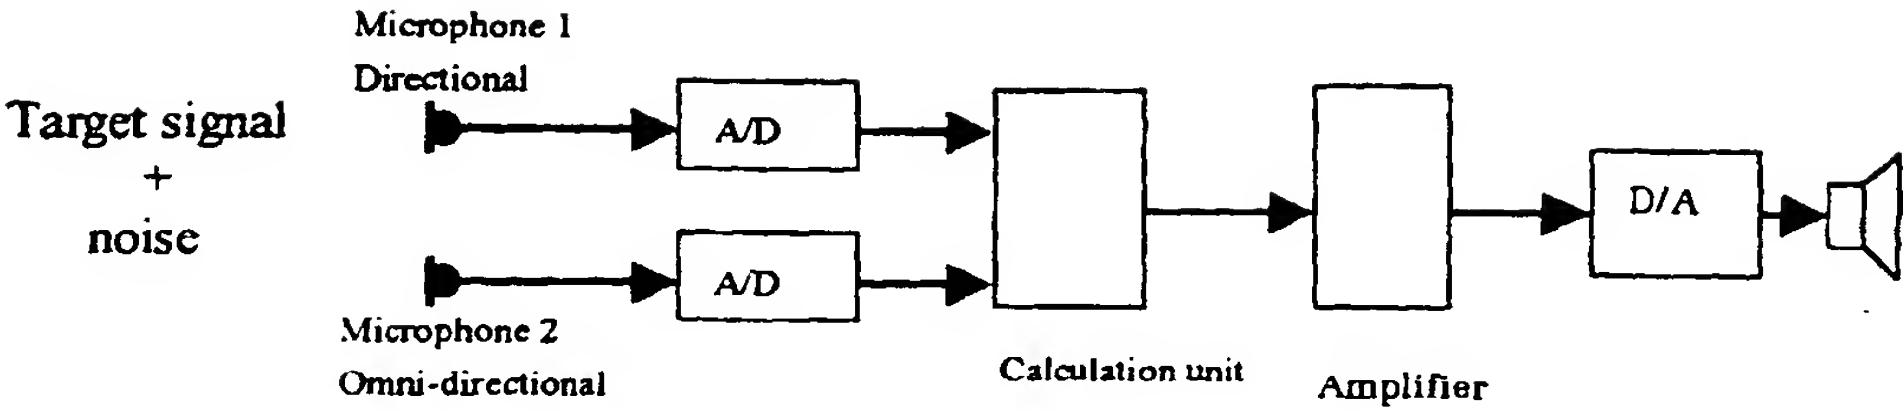 Microphone 1
Directional
Target signal
+
noise
A/D
A/D
D/A
Microphone 2
Omni-directional
Calculation unit
Amplifier